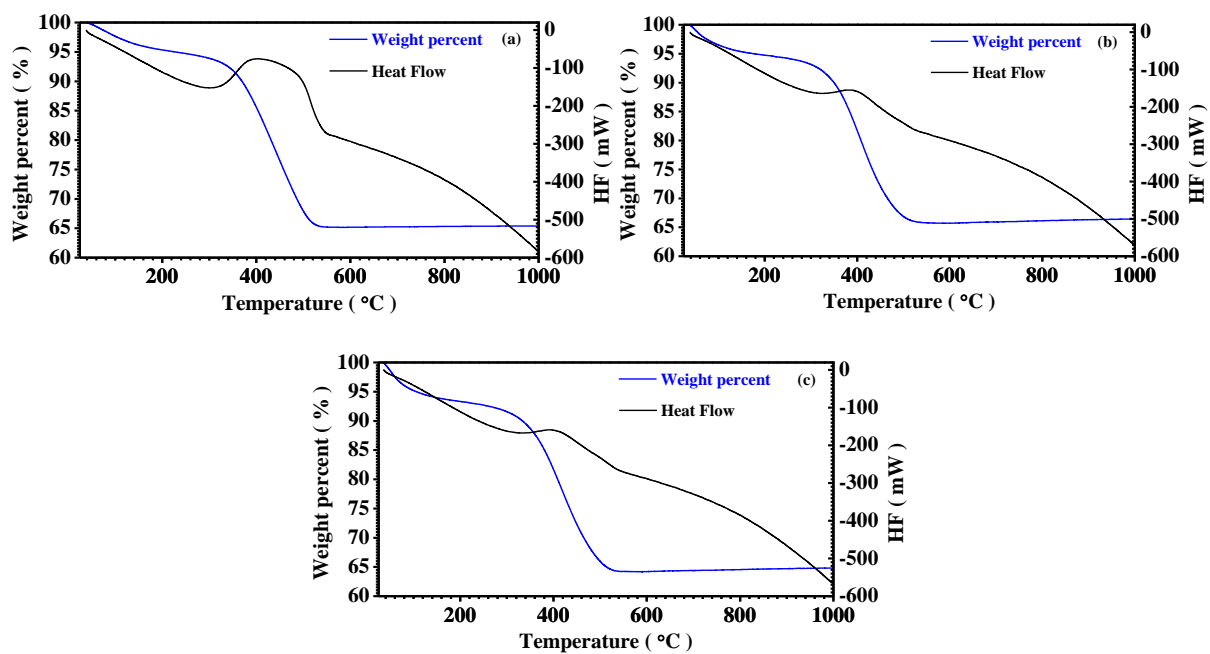 Weight percent (a)
Heat Flow
Weight percent ( % )
100
95
90
85
80
75
70
65
60
0
-100
-200
-300
-400
-500
-600
HF ( mW )
200 400 600 800 1000
Temperature ( °C )
Weight percent (b)
Heat Flow
Weight percent ( % )
100
95
90
85
80
75
70
65
60
0
-100
-200
-300
-400
-500
-600
HF ( mW )
200 400 600 800 1000
Temperature ( °C )
Weight percent (c)
Heat Flow
Weight percent ( % )
100
95
90
85
80
75
70
65
60
0
-100
-200
-300
-400
-500
-600
HF ( mW )
200 400 600 800 1000
Temperature ( °C )